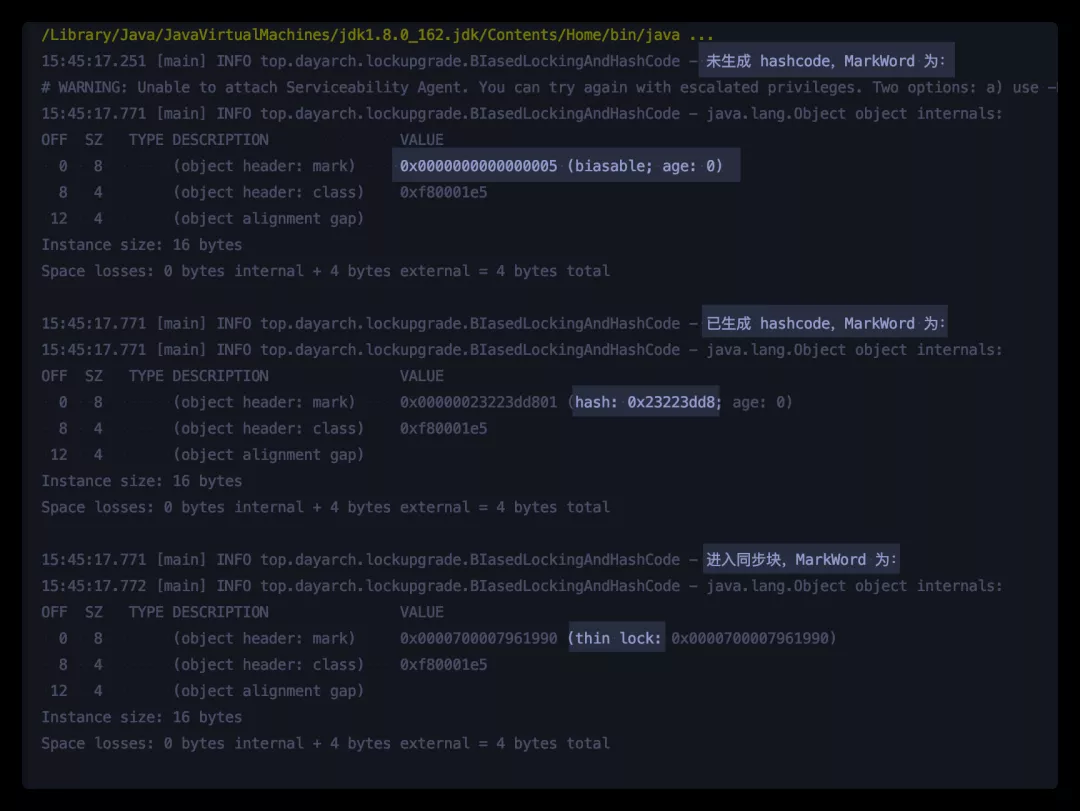 /Library/Java/JavaVirtualMachines/jdk1.8.0_162.jdk/Contents/Home/bin/java ...
15:45:17.251 [main] INFO top.dayarch.lockupgrade.BIasedLockingAndHashCode – 未生成 hashcode，MarkWord 为：
# WARNING: Unable to attach Serviceability Agent. You can try again with escalated privileges. Two options: a) use –
15:45:17.771 [main] INFO top.dayarch.lockupgrade.BIasedLockingAndHashCode – java.lang.Object object internals:
OFF SZ TYPE DESCRIPTION VALUE
0 8 (object header: mark) 0x0000000000000005 (biasable; age: 0)
8 4 (object header: class) 0xf80001e5
12 4 (object alignment gap)
Instance size: 16 bytes
Space losses: 0 bytes internal + 4 bytes external = 4 bytes total
15:45:17.771 [main] INFO top.dayarch.lockupgrade.BIasedLockingAndHashCode – 已生成 hashcode，MarkWord 为：
15:45:17.771 [main] INFO top.dayarch.lockupgrade.BIasedLockingAndHashCode – java.lang.Object object internals:
OFF SZ TYPE DESCRIPTION VALUE
0 8 (object header: mark) 0x00000023223dd801 (hash: 0x23223dd8; age: 0)
8 4 (object header: class) 0xf80001e5
12 4 (object alignment gap)
Instance size: 16 bytes
Space losses: 0 bytes internal + 4 bytes external = 4 bytes total
15:45:17.771 [main] INFO top.dayarch.lockupgrade.BIasedLockingAndHashCode – 进入同步块，MarkWord 为：
15:45:17.772 [main] INFO top.dayarch.lockupgrade.BIasedLockingAndHashCode – java.lang.Object object internals:
OFF SZ TYPE DESCRIPTION VALUE
0 8 (object header: mark) 0x0000700007961990 (thin lock: 0x0000700007961990)
8 4 (object header: class) 0xf80001e5
12 4 (object alignment gap)
Instance size: 16 bytes
Space losses: 0 bytes internal + 4 bytes external = 4 bytes total